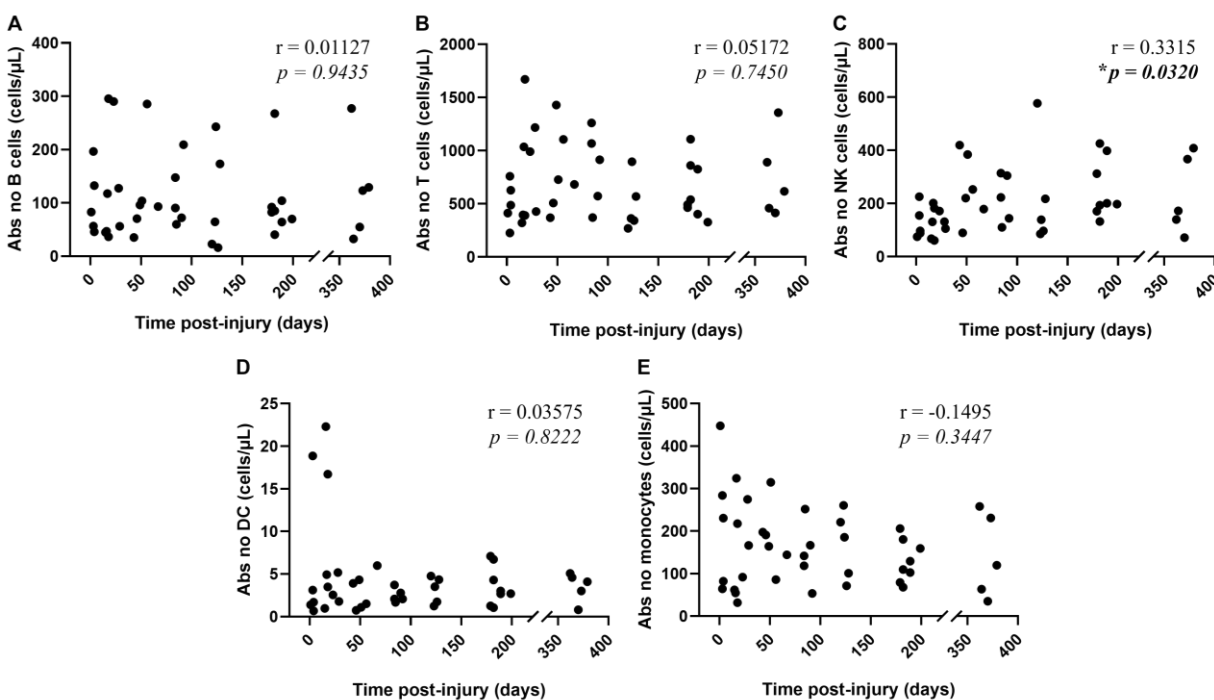 A
r = 0.01127
p = 0.9435
Abs no B cells (cells/µL)
400
300
200
100
0
0
50
100
150
200
350
400
Time post-injury (days)
B
r = 0.05172
p = 0.7450
Abs no T cells (cells/µL)
2000
1500
1000
500
0
0
50
100
150
200
350
400
Time post-injury (days)
C
r = 0.3315
*p = 0.0320
Abs no NK cells (cells/µL)
800
600
400
200
0
0
50
100
150
200
350
400
Time post-injury (days)
D
r = 0.03575
p = 0.8222
Abs no DC (cells/µL)
25
20
15
10
5
0
0
50
100
150
200
350
400
Time post-injury (days)
E
r = -0.1495
p = 0.3447
Abs no monocytes (cells/µL)
500
400
300
200
100
0
0
50
100
150
200
350
400
Time post-injury (days)